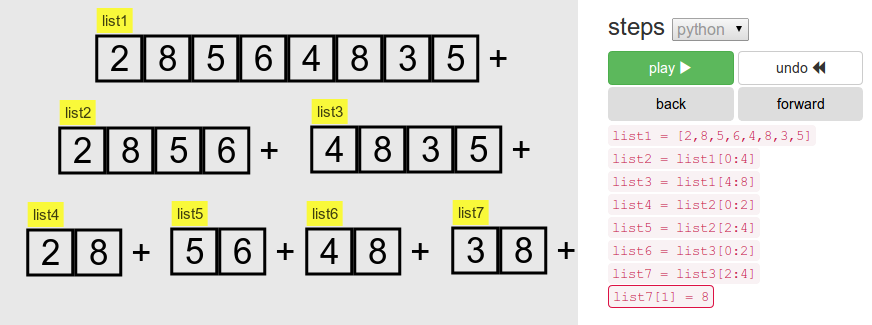 list1
2 8 5 6 4 8 3 5 +
list2
2 8 5 6 +
list3
4 8 3 5 +
list4
2 8 +
list5
5 6 +
list6
4 8 +
list7
3 8 +
steps python
play
undo
back
forward
list1 = [2,8,5,6,4,8,3,5]
list2 = list1[0:4]
list3 = list1[4:8]
list4 = list2[0:2]
list5 = list2[2:4]
list6 = list3[0:2]
list7 = list3[2:4]
list7[1] = 8